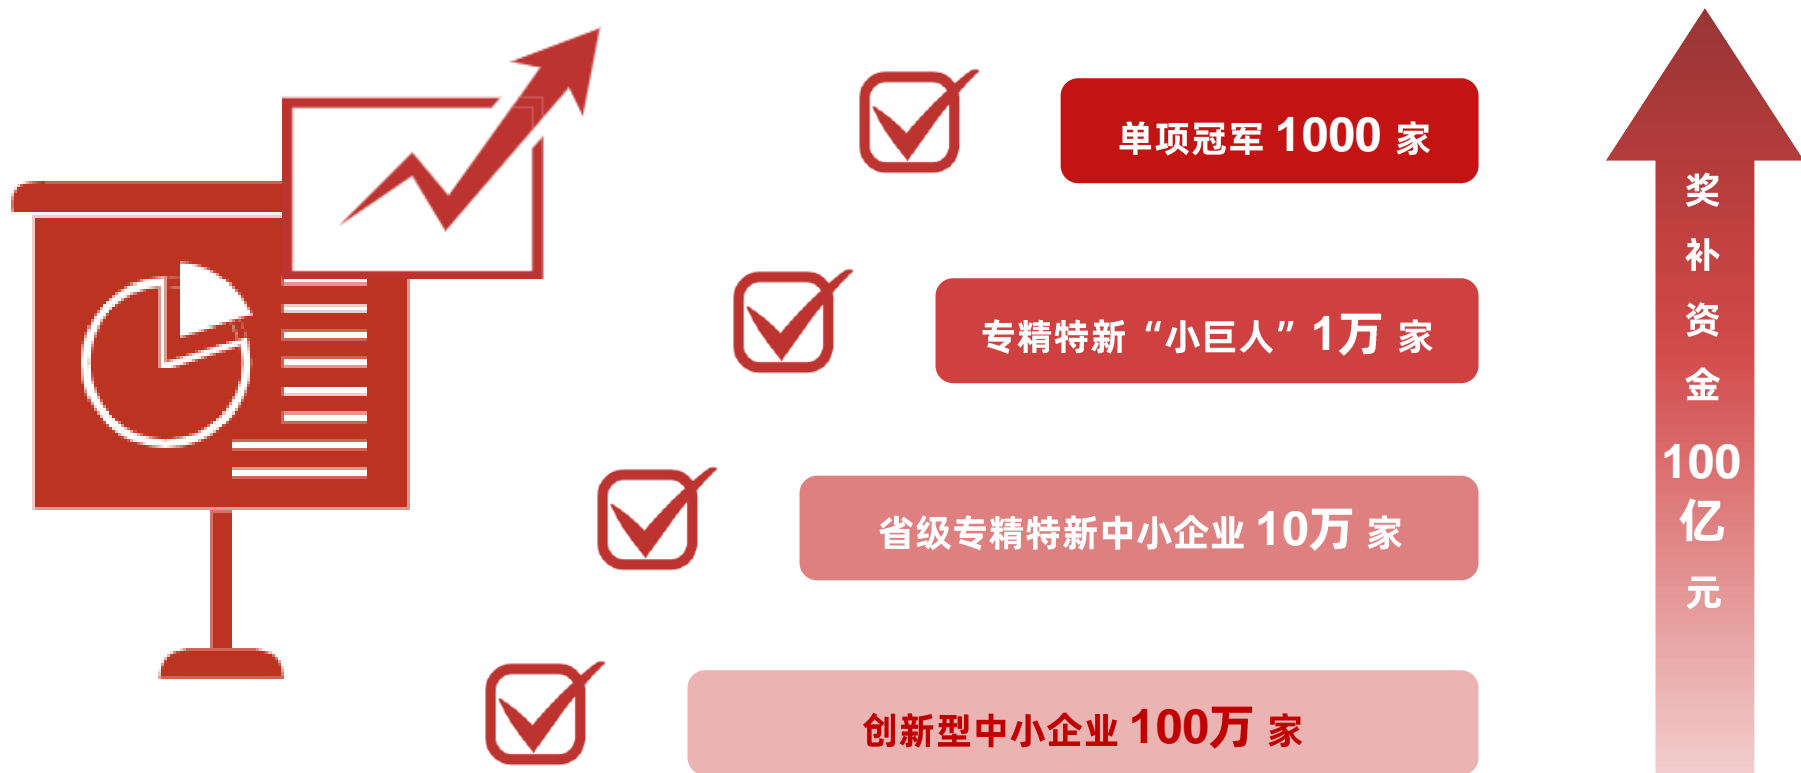 单项冠军 1000 家
专精特新“小巨人”1万 家
省级专精特新中小企业 10万 家
创新型中小企业 100万 家
奖
补
资
金
100
亿
元